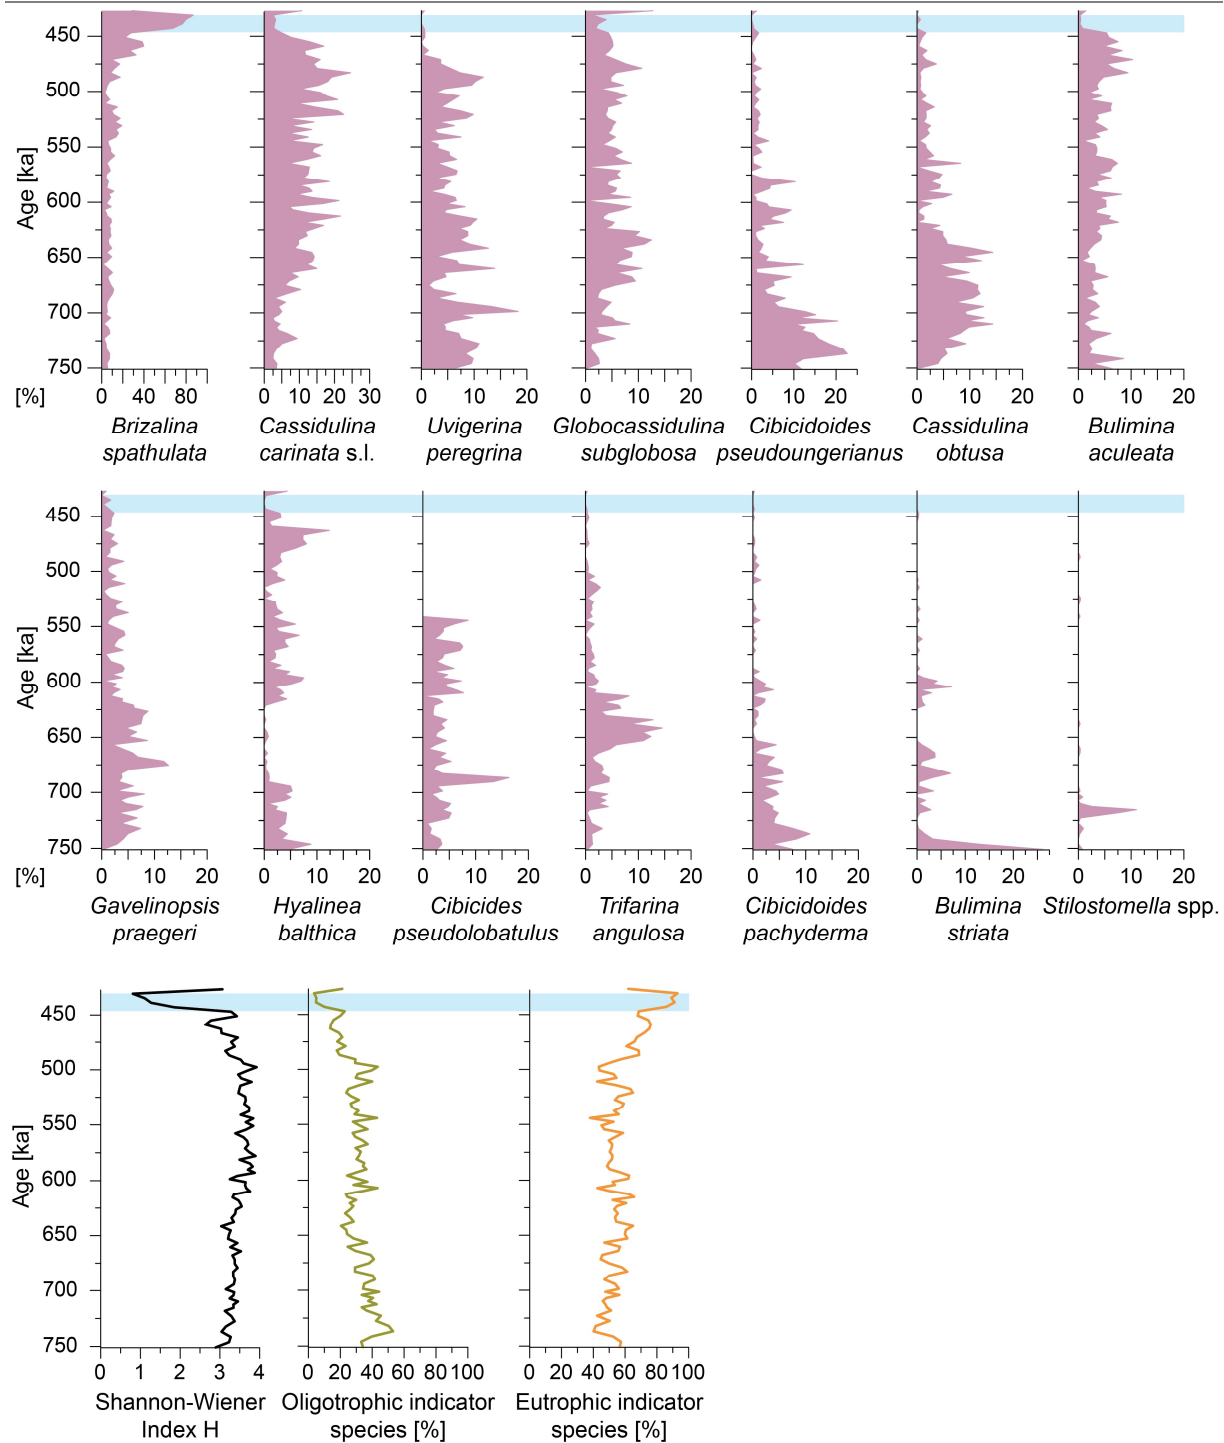 450
500
550
600
650
700
750
Age [ka]
[%]
0 40 80
0 10 20 30
0 10 20
0 10 20
0 10 20
0 10 20
0 10 20
Brizalina
spathulata
Cassidulina
carinata s.l.
Uvigerina
peregrina
Globocassidulina
subglobosa
Cibicidoides
pseudoungerianus
Cassidulina
obtusa
Bulimina
aculeata
450
500
550
600
650
700
750
Age [ka]
[%]
0 10 20
0 10 20
0 10 20
0 10 20
0 10 20
0 10 20
0 10 20
Gavelinopsis
praegeri
Hyalinea
balthica
Cibicides
pseudolobatulus
Trifarina
angulosa
Cibicidoides
pachyderma
Bulimina
striata
Stilostomella spp.
450
500
550
600
650
700
750
Age [ka]
0 1 2 3 4
0 20 40 60 80 100
0 20 40 60 80 100
Shannon-Wiener
Index H
Oligotrophic indicator
species [%]
Eutrophic indicator
species [%]